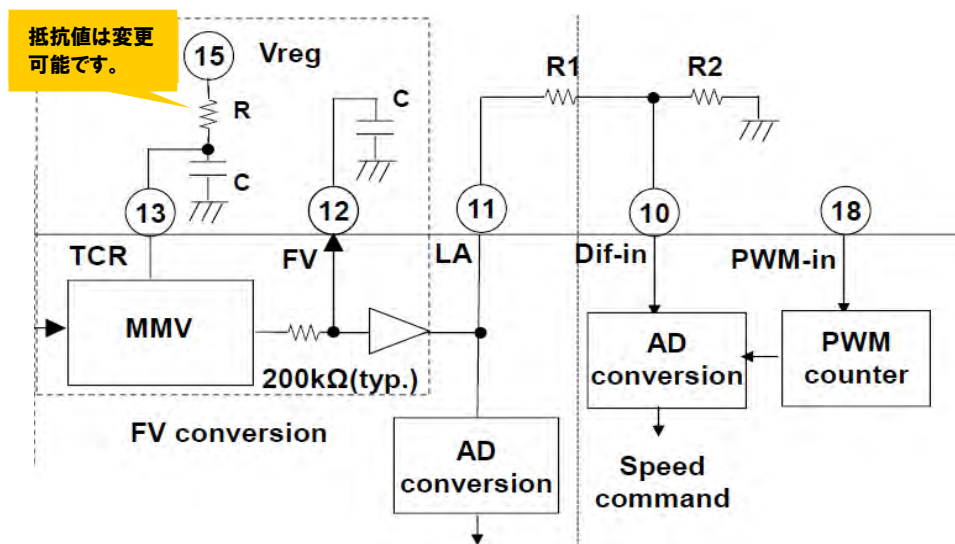 抵抗値は変更
可能です。
15
Vreg
R
C
C
R1
R2
13
12
11
10
18
TCR
FV
LA
Dif-in
PWM-in
MMV
200kΩ(typ.)
FV conversion
AD
conversion
AD
conversion
PWM
counter
Speed
command